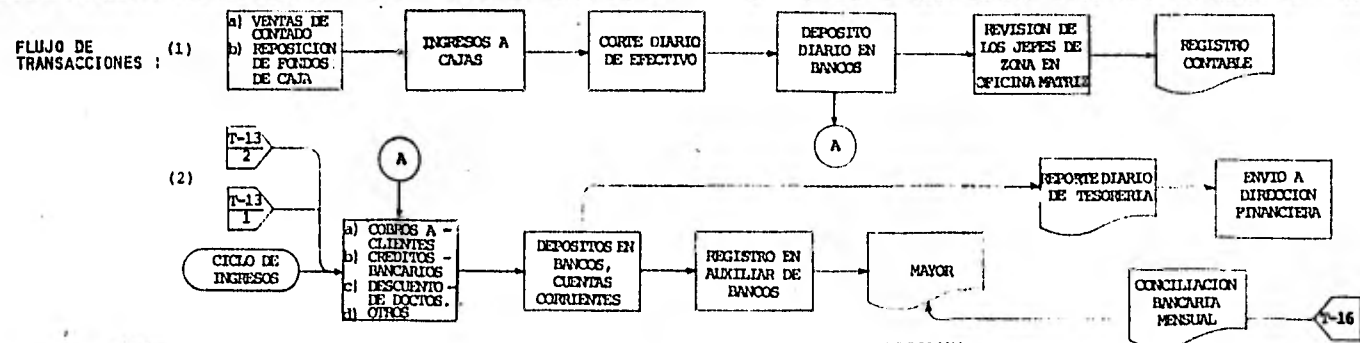 FLUJO DE
TRANSACCIONES : (1)
a) VENTAS DE
CONTADO
b) REPOSICION
DE FONDOS
DE CAJA
INGRESOS A
CAJAS
CORTE DIARIO
DE EFECTIVO
DEPOSITO
DIARIO EN
BANCOS
REVISION DE
LOS JEFES DE
ZONA EN
OFICINA MATRIZ
REGISTRO
CONTABLE
A
(2)
T-13
2
T-13
1
A
CICLO DE
INGRESOS
a) COBROS A -
CLIENTES
b) CREDITOS -
BANCARIOS
c) DESCUENTO -
DE DOCTOS.
d) OTROS
DEPOSITOS EN
BANCOS,
CUENTAS
CORRIENTES
REGISTRO EN
AUXILIAR DE
BANCOS
MAYOR
REPORTE DIARIO
DE TESORERIA
ENVIO A
DIRECCION
FINANCIERA
CONCILIACION
BANCARIA
MENSUAL
T-16